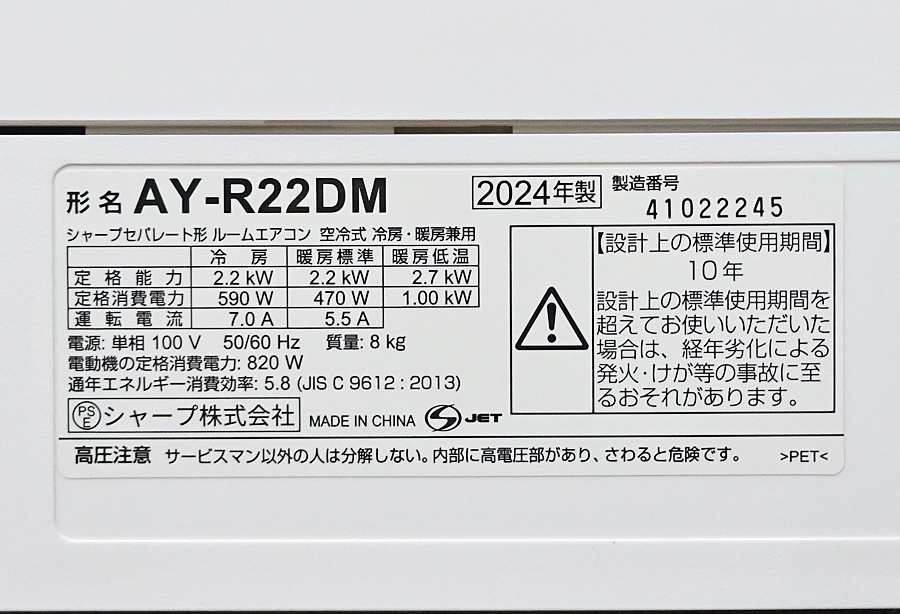 形名 AY-R22DM
2024年製
製造番号
41022245
シャープセパレート形 ルームエアコン 空冷式 冷房・暖房兼用
冷房 暖房標準 暖房低温
定格能力 2.2 kW 2.2 kW 2.7 kW
定格消費電力 590 W 470 W 1.00 kW
運転電流 7.0 A 5.5 A
電源: 単相 100 V 50/60 Hz 質量: 8 kg
電動機の定格消費電力: 820 W
通年エネルギー消費効率: 5.8 (JIS C 9612 : 2013)
PSE シャープ株式会社 MADE IN CHINA S JET
【設計上の標準使用期間】
10 年
設計上の標準使用期間を
超えてお使いいただいた
場合は、経年劣化による
発火・けが等の事故に至
るおそれがあります。
高圧注意 サービスマン以外の人は分解しない。内部に高電圧部があり、さわると危険です。 >PET<